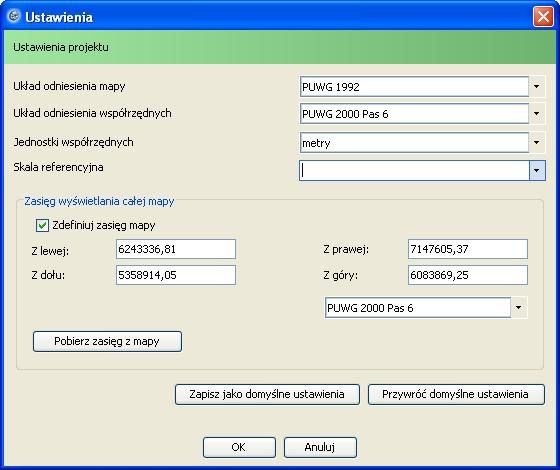 Ustawienia
Ustawienia projektu
Układ odniesienia mapy PUWG 1992
Układ odniesienia współrzędnych PUWG 2000 Pas 6
Jednostki współrzędnych metry
Skala referencyjna
Zasięg wyświetlania całej mapy
Zdefiniuj zasięg mapy
Z lewej: 6243336,81 Z prawej: 7147605,37
Z dołu: 5358914,05 Z góry: 6083869,25
PUWG 2000 Pas 6
Pobierz zasięg z mapy
Zapisz jako domyślne ustawienia Przywróć domyślne ustawienia
OK Anuluj